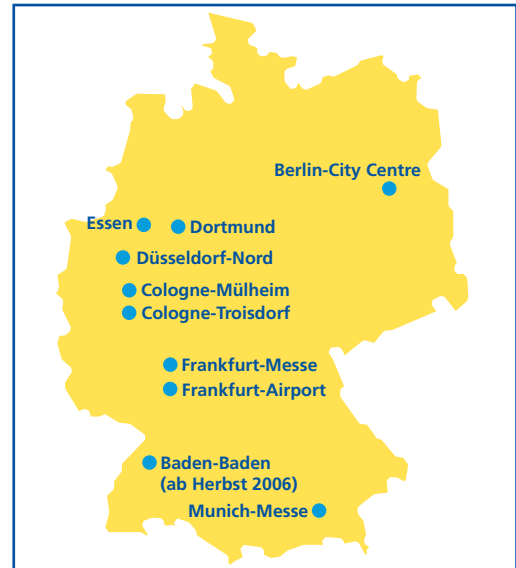 Berlin-City Centre
Essen
Dortmund
Düsseldorf-Nord
Cologne-Mülheim
Cologne-Troisdorf
Frankfurt-Messe
Frankfurt-Airport
Baden-Baden
(ab Herbst 2006)
Munich-Messe